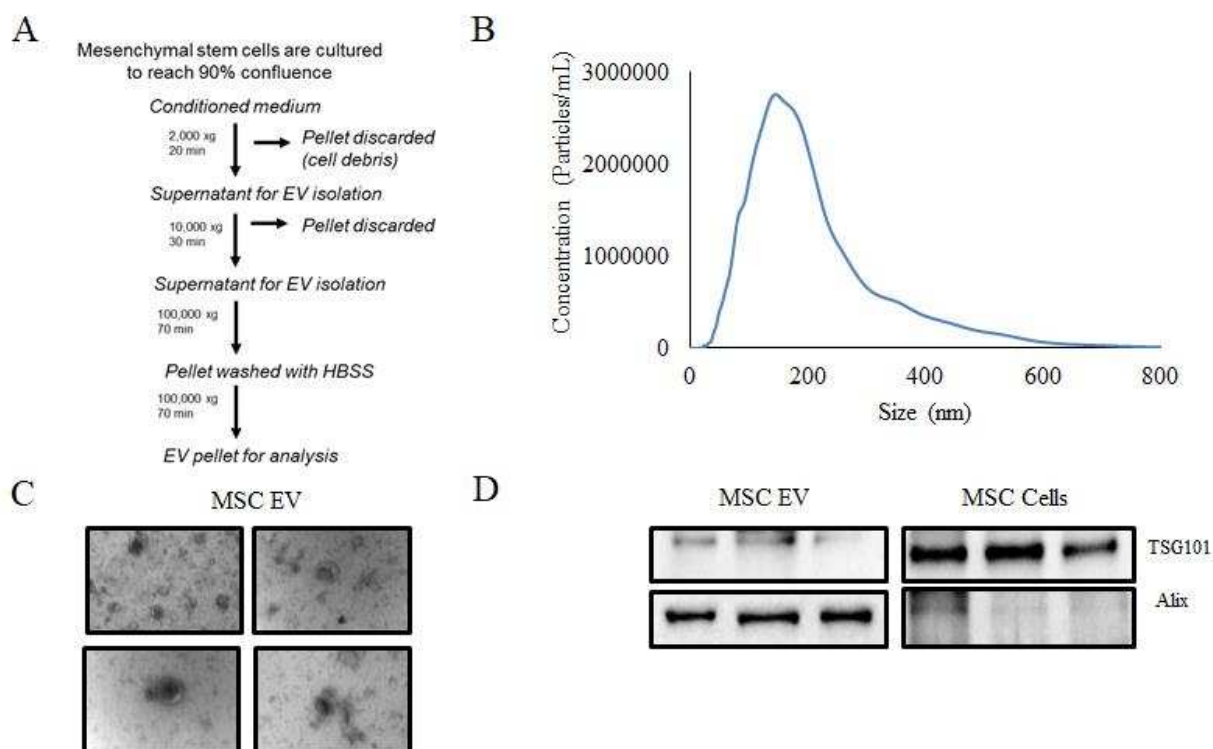 A
Mesenchymal stem cells are cultured
to reach 90% confluence
Conditioned medium
2,000 xg
20 min
Pellet discarded
(cell debris)
Supernatant for EV isolation
10,000 xg
30 min
Pellet discarded
Supernatant for EV isolation
100,000 xg
70 min
Pellet washed with HBSS
100,000 xg
70 min
EV pellet for analysis
B
Concentration (Particles/mL)
3000000
2000000
1000000
0
0 200 400 600 800
Size (nm)
C
MSC EV
D
MSC EV MSC Cells
TSG101
Alix